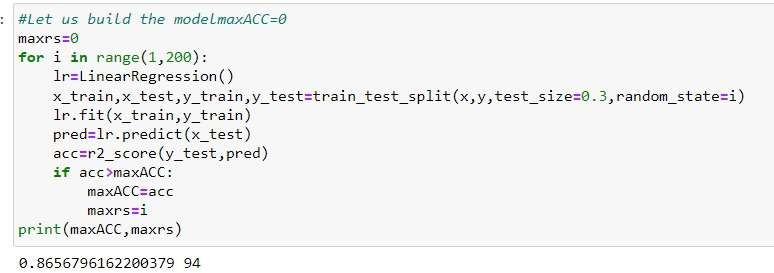 :
#Let us build the modelmaxACC=0
maxrs=0
for i in range(1,200):
    lr=LinearRegression()
    x_train,x_test,y_train,y_test=train_test_split(x,y,test_size=0.3,random_state=i)
    lr.fit(x_train,y_train)
    pred=lr.predict(x_test)
    acc=r2_score(y_test,pred)
    if acc>maxACC:
        maxACC=acc
        maxrs=i
print(maxACC,maxrs)
0.8656796162200379 94